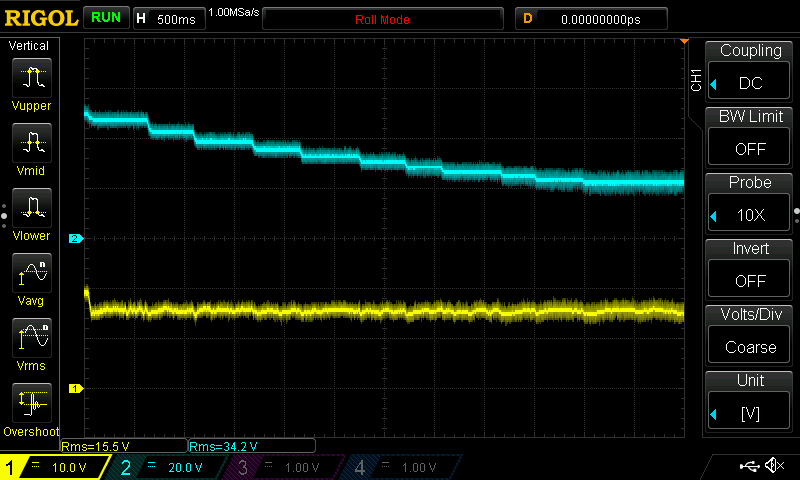 RIGOL RUN H 500ms 1.00MSa/s Roll Mode D 0.00000000ps
Vertical
Vupper
Vmid
Vlower
n
Vavg
n
Vrms
Overshoot
2
1
CH1
Coupling
DC
BW Limit
OFF
Probe
10X
Invert
OFF
Volts/Div
Coarse
Unit
[V]
Rms=15.5 V Rms=34.2 V
1 10.0 V 2 20.0 V 3 1.00 V 4 1.00 V